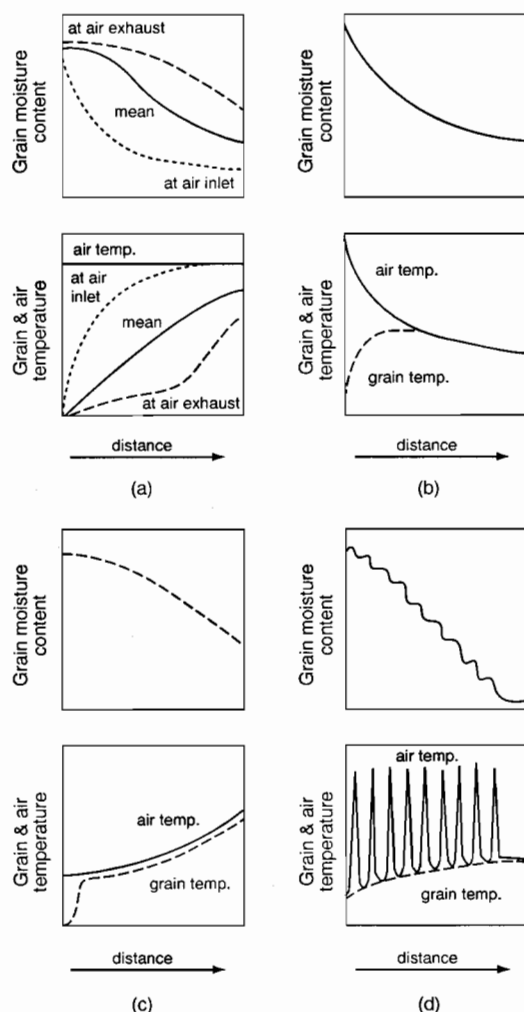 Grain moisture
content
at air exhaust
mean
at air inlet
Grain & air
temperature
air temp.
at air
inlet
mean
at air exhaust
distance
(a)
Grain moisture
content
Grain & air
temperature
air temp.
grain temp.
distance
(b)
Grain moisture
content
Grain & air
temperature
air temp.
grain temp.
distance
(c)
Grain moisture
content
Grain & air
temperature
air temp.
grain temp.
distance
(d)